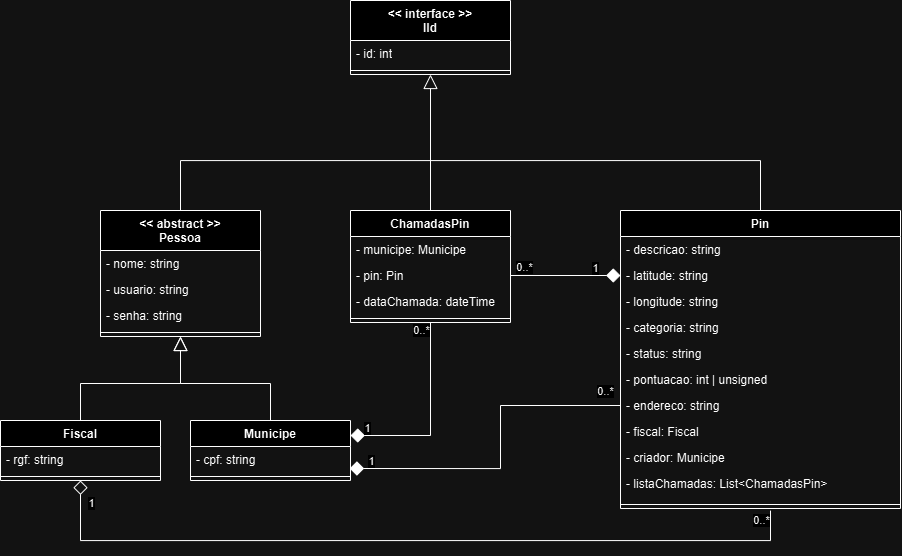 << interface >>
IId
- id: int
<< abstract >>
Pessoa
- nome: string
- usuario: string
- senha: string
ChamadasPin
- municipe: Municipe
- pin: Pin
- dataChamada: dateTime
0..*
1
0..*
Pin
- descricao: string
- latitude: string
- longitude: string
- categoria: string
- status: string
- pontuacao: int | unsigned
- endereco: string
- fiscal: Fiscal
- criador: Municipe
- listaChamadas: List<ChamadasPin>
0..*
Fiscal
- rgf: string
1
Municipe
- cpf: string
1
1
0..*